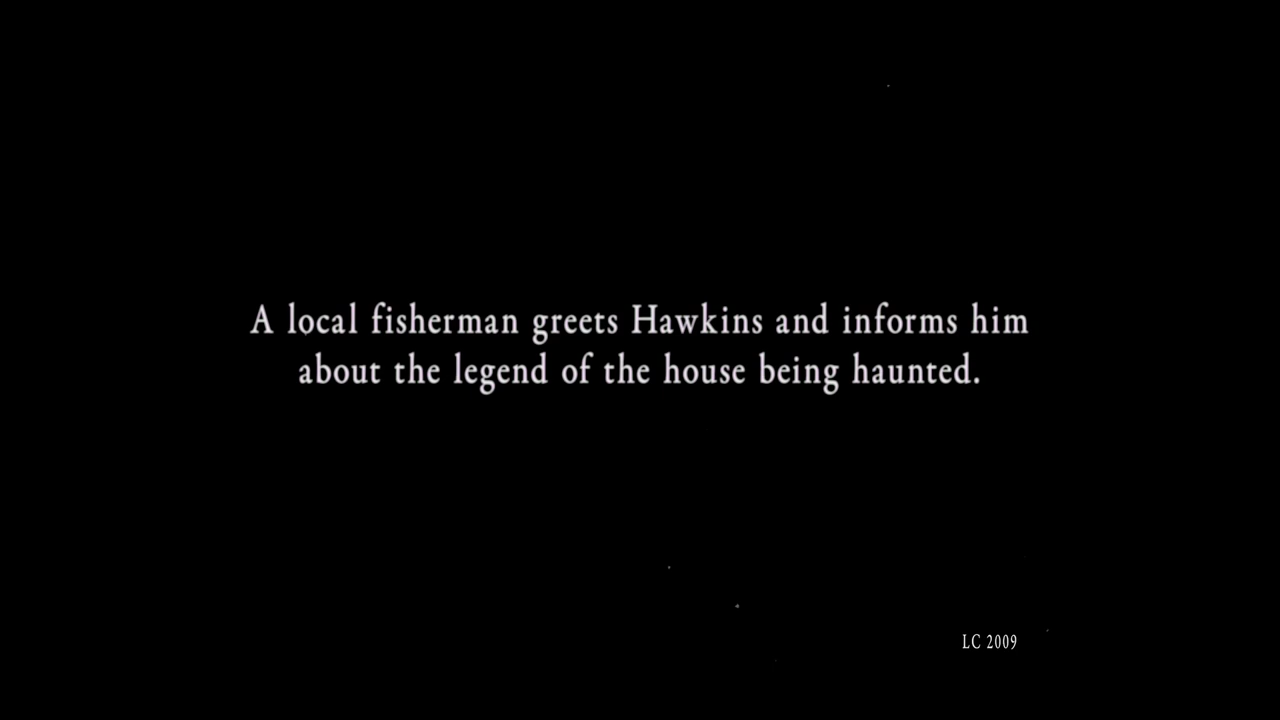 A local fisherman greets Hawkins and informs him
about the legend of the house being haunted.
LC 2009